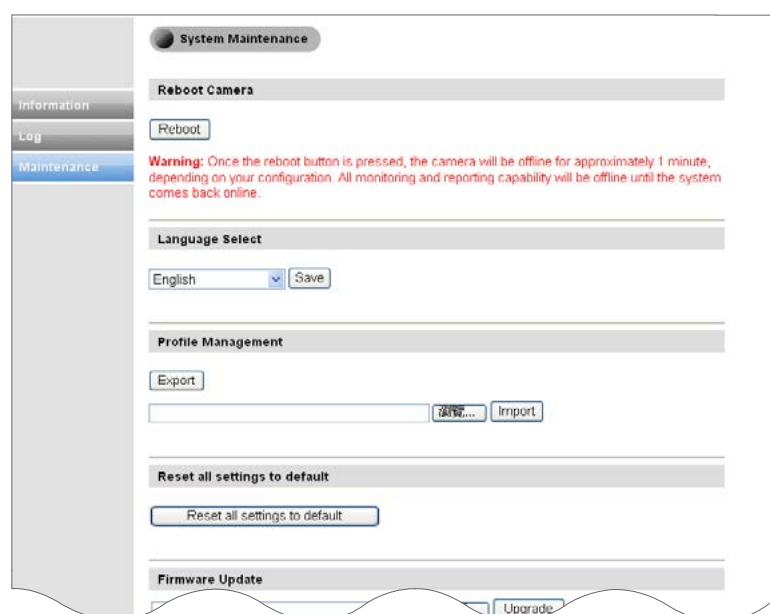 System Maintenance
Reboot Camera
Information
Reboot
Log
Warning: Once the reboot button is pressed, the camera will be offline for approximately 1 minute,
Maintenance
depending on your configuration. All monitoring and reporting capability will be offline until the system
comes back online.
Language Select
English Save
Profile Management
Export
瀏覽... Import
Reset all settings to default
Reset all settings to default
Firmware Update
Upgrade